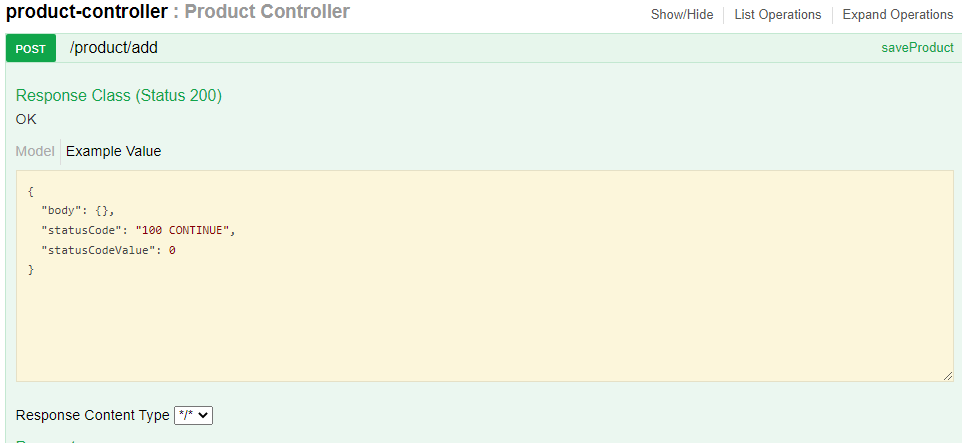 product-controller : Product Controller
Show/Hide List Operations Expand Operations
POST /product/add saveProduct
Response Class (Status 200)
OK
Model Example Value
{
  "body": {},
  "statusCode": "100 CONTINUE",
  "statusCodeValue": 0
}
Response Content Type */*